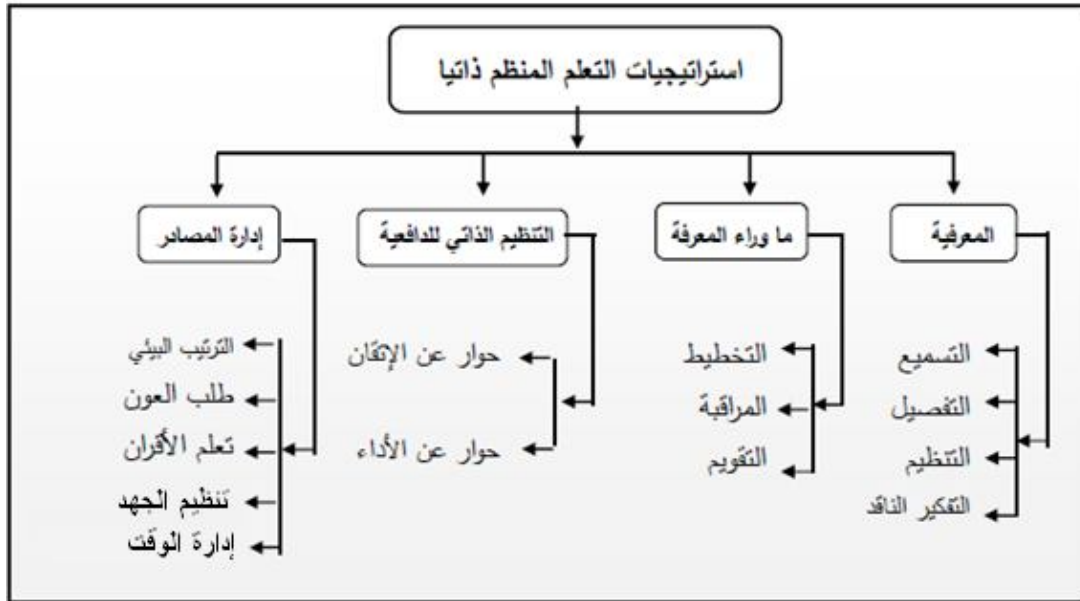 استراتيجيات التعلم المنظم ذاتيا
المعرفية
ما وراء المعرفة
التنظيم الذاتي للدافعية
إدارة المصادر
التسميع
التفصيل
التنظيم
التفكير الناقد
التخطيط
المراقبة
التقويم
حوار عن الإتقان
حوار عن الأداء
الترتيب البيئي
طلب العون
تعلم الأقران
تنظيم الجهد
إدارة الوقت